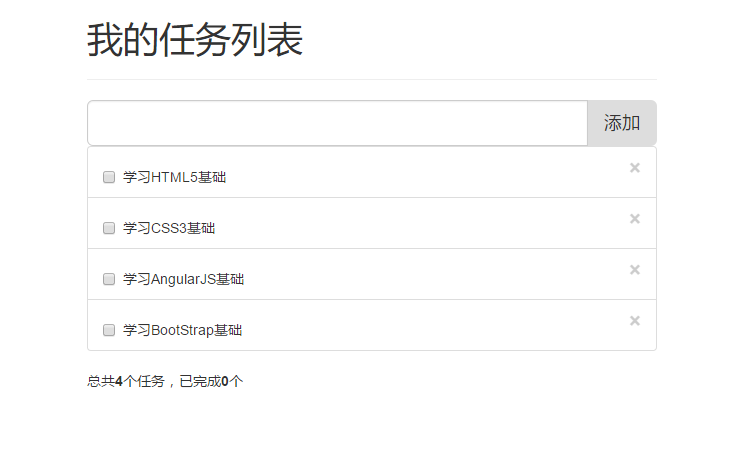 我的任务列表
添加
学习HTML5基础
×
学习CSS3基础
×
学习AngularJS基础
×
学习BootStrap基础
×
总共4个任务，已完成0个